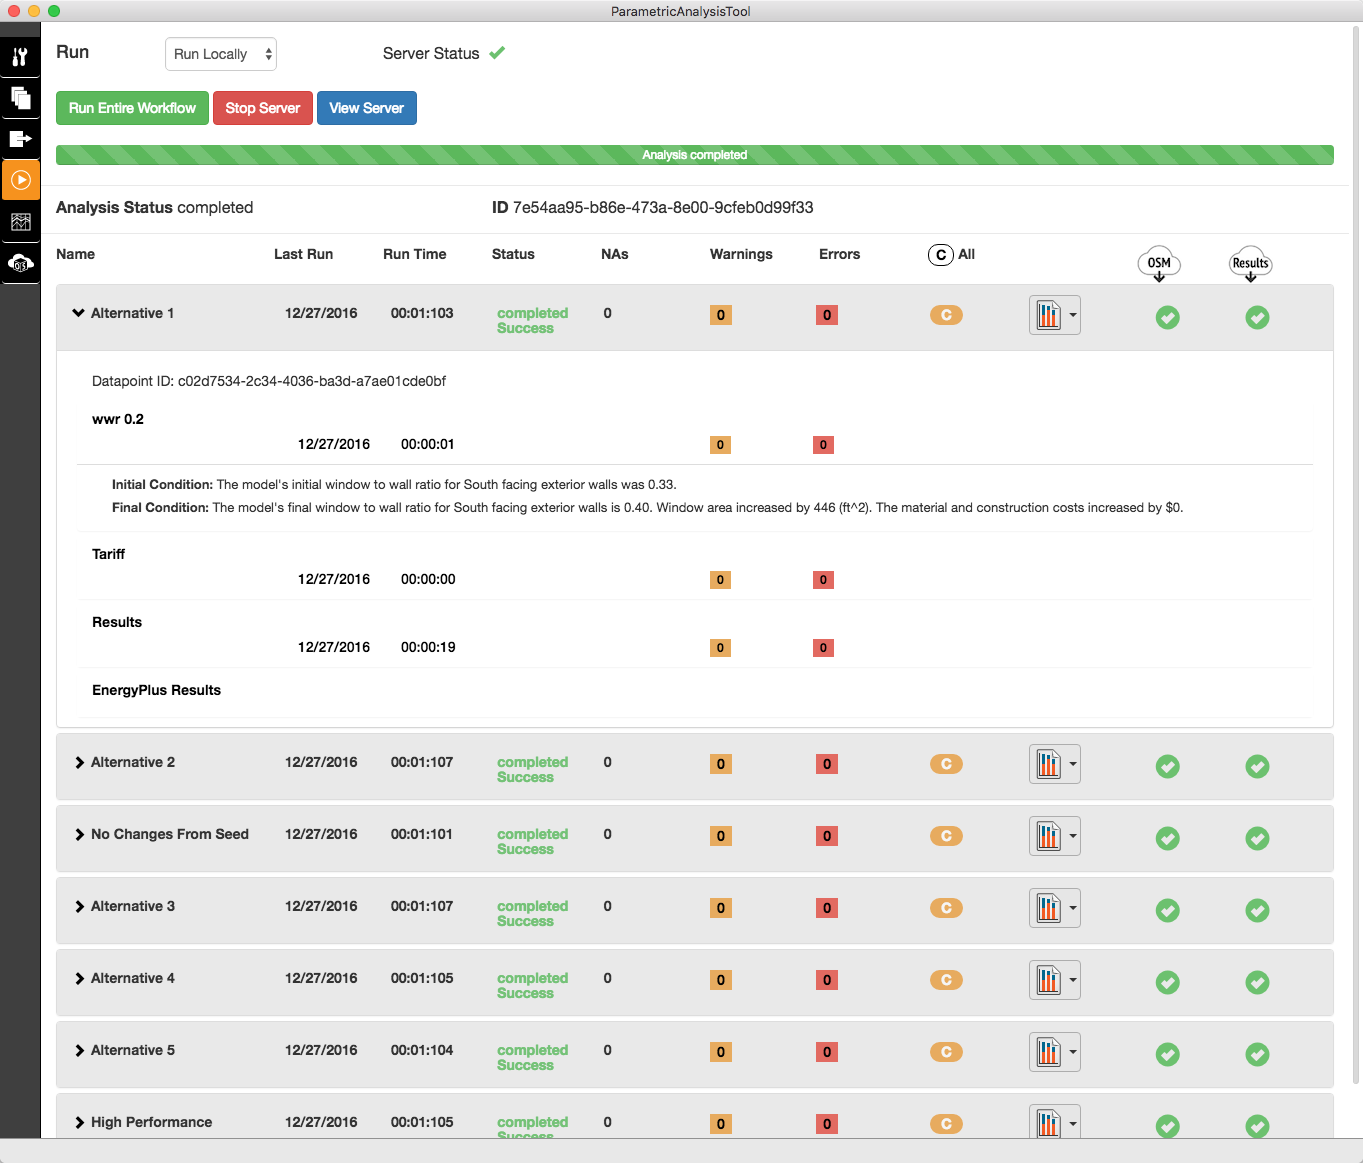 ParametricAnalysisTool
Run
Run Locally
Server Status
Run Entire Workflow
Stop Server
View Server
Analysis completed
Analysis Status completed
ID 7e54aa95-b86e-473a-8e00-9cfeb0d99f33
Name Last Run Run Time Status NAs Warnings Errors C All OSM Results
Alternative 1 12/27/2016 00:01:103 completed 0 0 0 C
Success
Datapoint ID: c02d7534-2c34-4036-ba3d-a7ae01cde0bf
wwr 0.2
12/27/2016 00:00:01 0 0
Initial Condition: The model's initial window to wall ratio for South facing exterior walls was 0.33.
Final Condition: The model's final window to wall ratio for South facing exterior walls is 0.40. Window area increased by 446 (ft^2). The material and construction costs increased by $0.
Tariff
12/27/2016 00:00:00 0 0
Results
12/27/2016 00:00:19 0 0
EnergyPlus Results
Alternative 2 12/27/2016 00:01:107 completed 0 0 0 C
Success
No Changes From Seed 12/27/2016 00:01:101 completed 0 0 0 C
Success
Alternative 3 12/27/2016 00:01:107 completed 0 0 0 C
Success
Alternative 4 12/27/2016 00:01:105 completed 0 0 0 C
Success
Alternative 5 12/27/2016 00:01:104 completed 0 0 0 C
Success
High Performance 12/27/2016 00:01:105 completed 0 0 0 C
Success